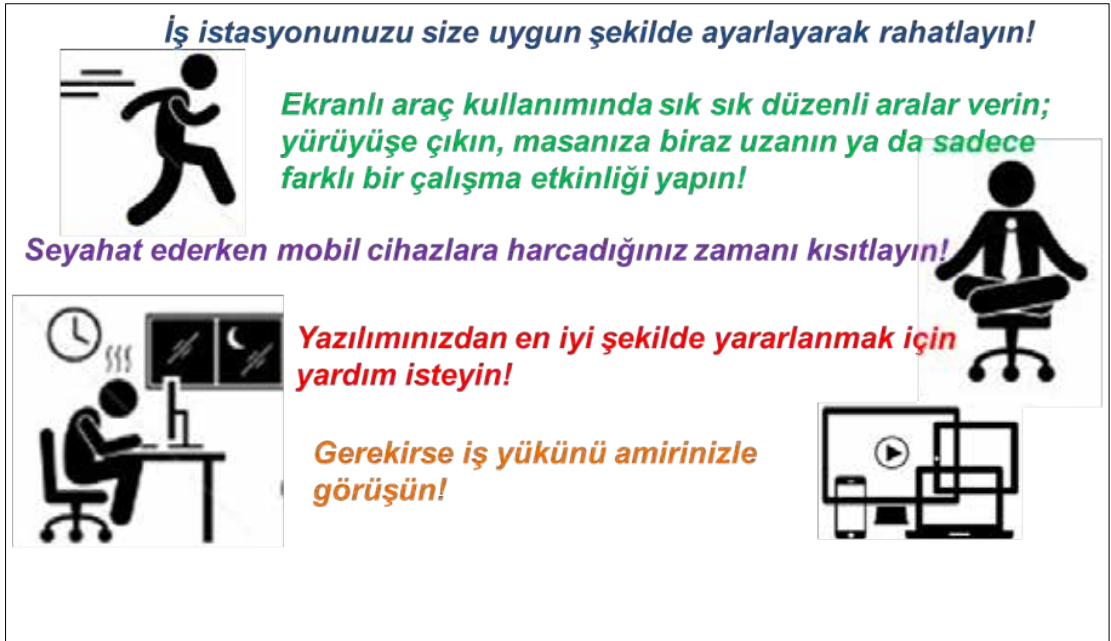 İş istasyonunuzu size uygun şekilde ayarlayarak rahatlayın!
Ekranlı araç kullanımında sık sık düzenli aralar verin;
yürüyüşe çıkın, masanıza biraz uzanın ya da sadece
farklı bir çalışma etkinliği yapın!
Seyahat ederken mobil cihazlara harcadığınız zamanı kısıtlayın!
Yazılımınızdan en iyi şekilde yararlanmak için
yardım isteyin!
Gerekirse iş yükünü amirinizle
görüşün!